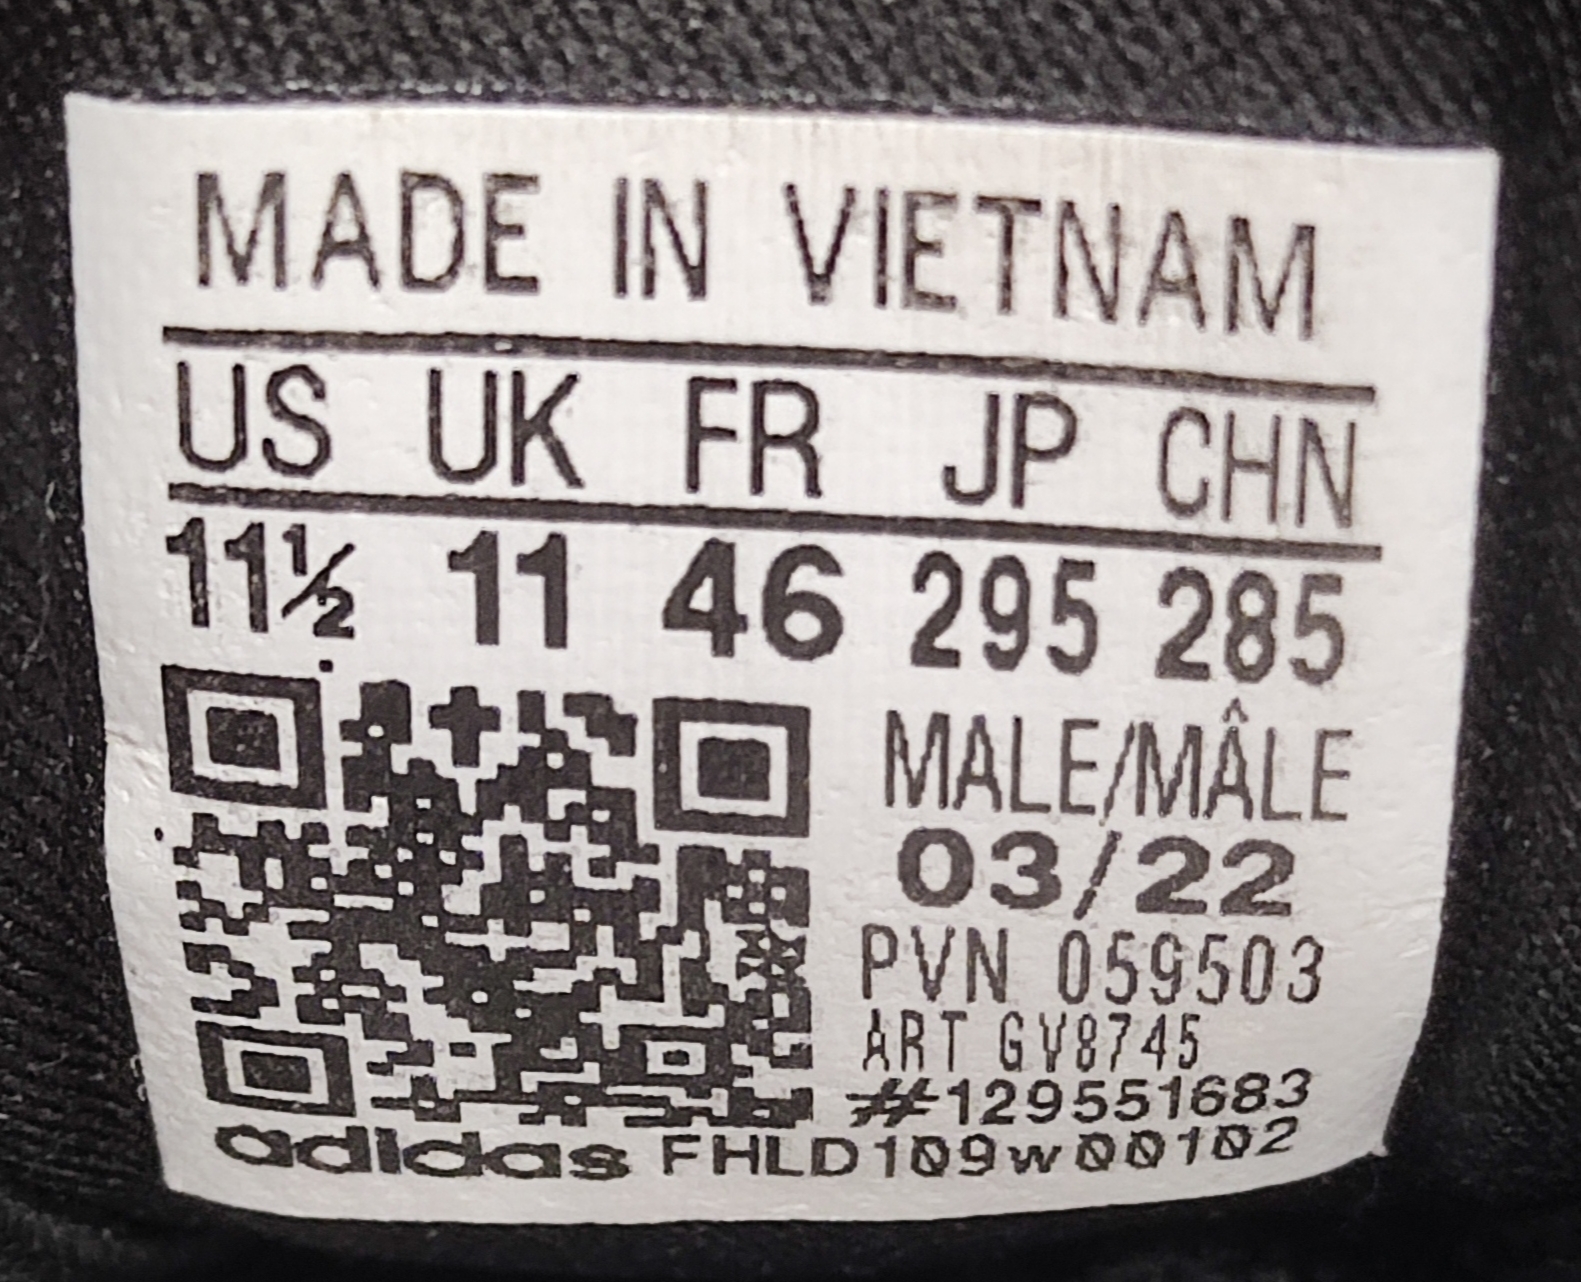 MADE IN VIETNAM
US UK FR JP CHN
11½ 11 46 295 285
MALE/MÂLE
03/22
PVN 059503
ART GV8745
#129551683
adidas FHLD109w00102